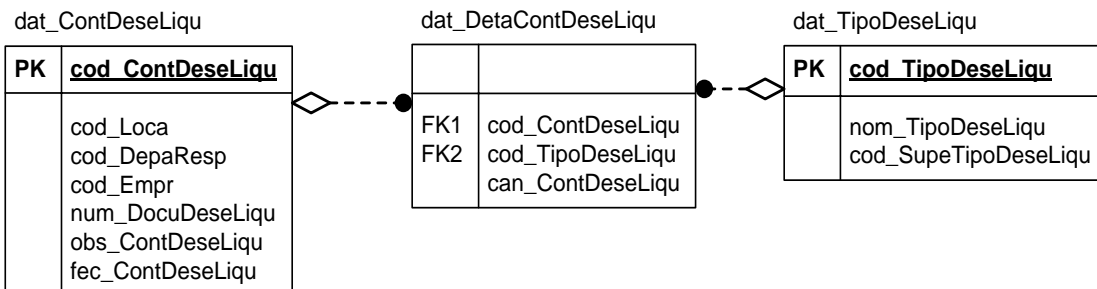 dat_ContDeseLiqu
PK cod_ContDeseLiqu
cod_Loca
cod_DepaResp
cod_Empr
num_DocuDeseLiqu
obs_ContDeseLiqu
fec_ContDeseLiqu
dat_DetaContDeseLiqu
FK1 cod_ContDeseLiqu
FK2 cod_TipoDeseLiqu
can_ContDeseLiqu
dat_TipoDeseLiqu
PK cod_TipoDeseLiqu
nom_TipoDeseLiqu
cod_SupeTipoDeseLiqu